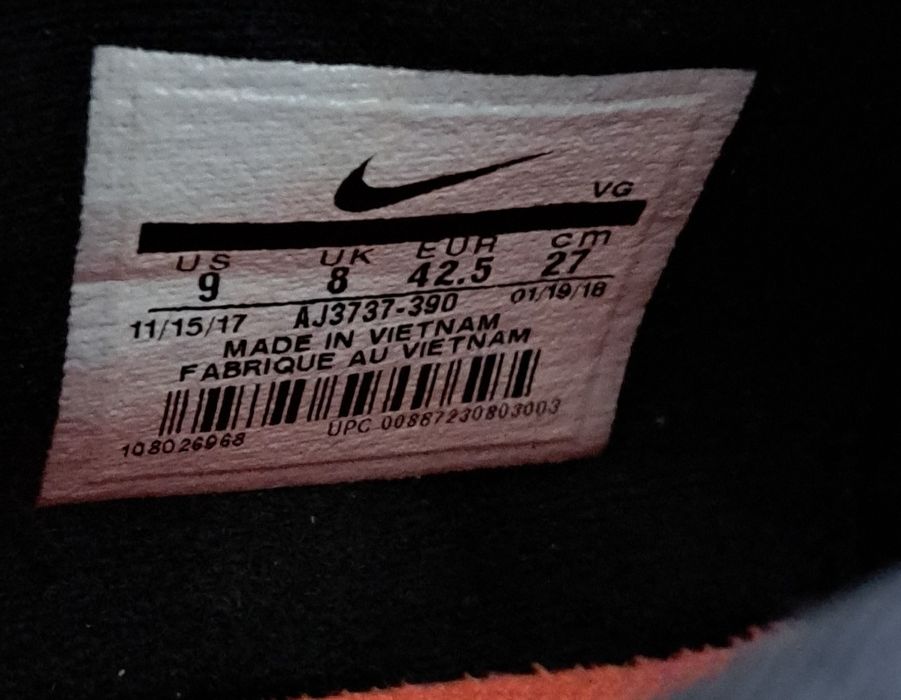 VG
US UK EUR cm
9 8 42.5 27
11/15/17 AJ3737-390 01/19/18
MADE IN VIETNAM
FABRIQUE AU VIETNAM
108026968 UPC 00887230803003